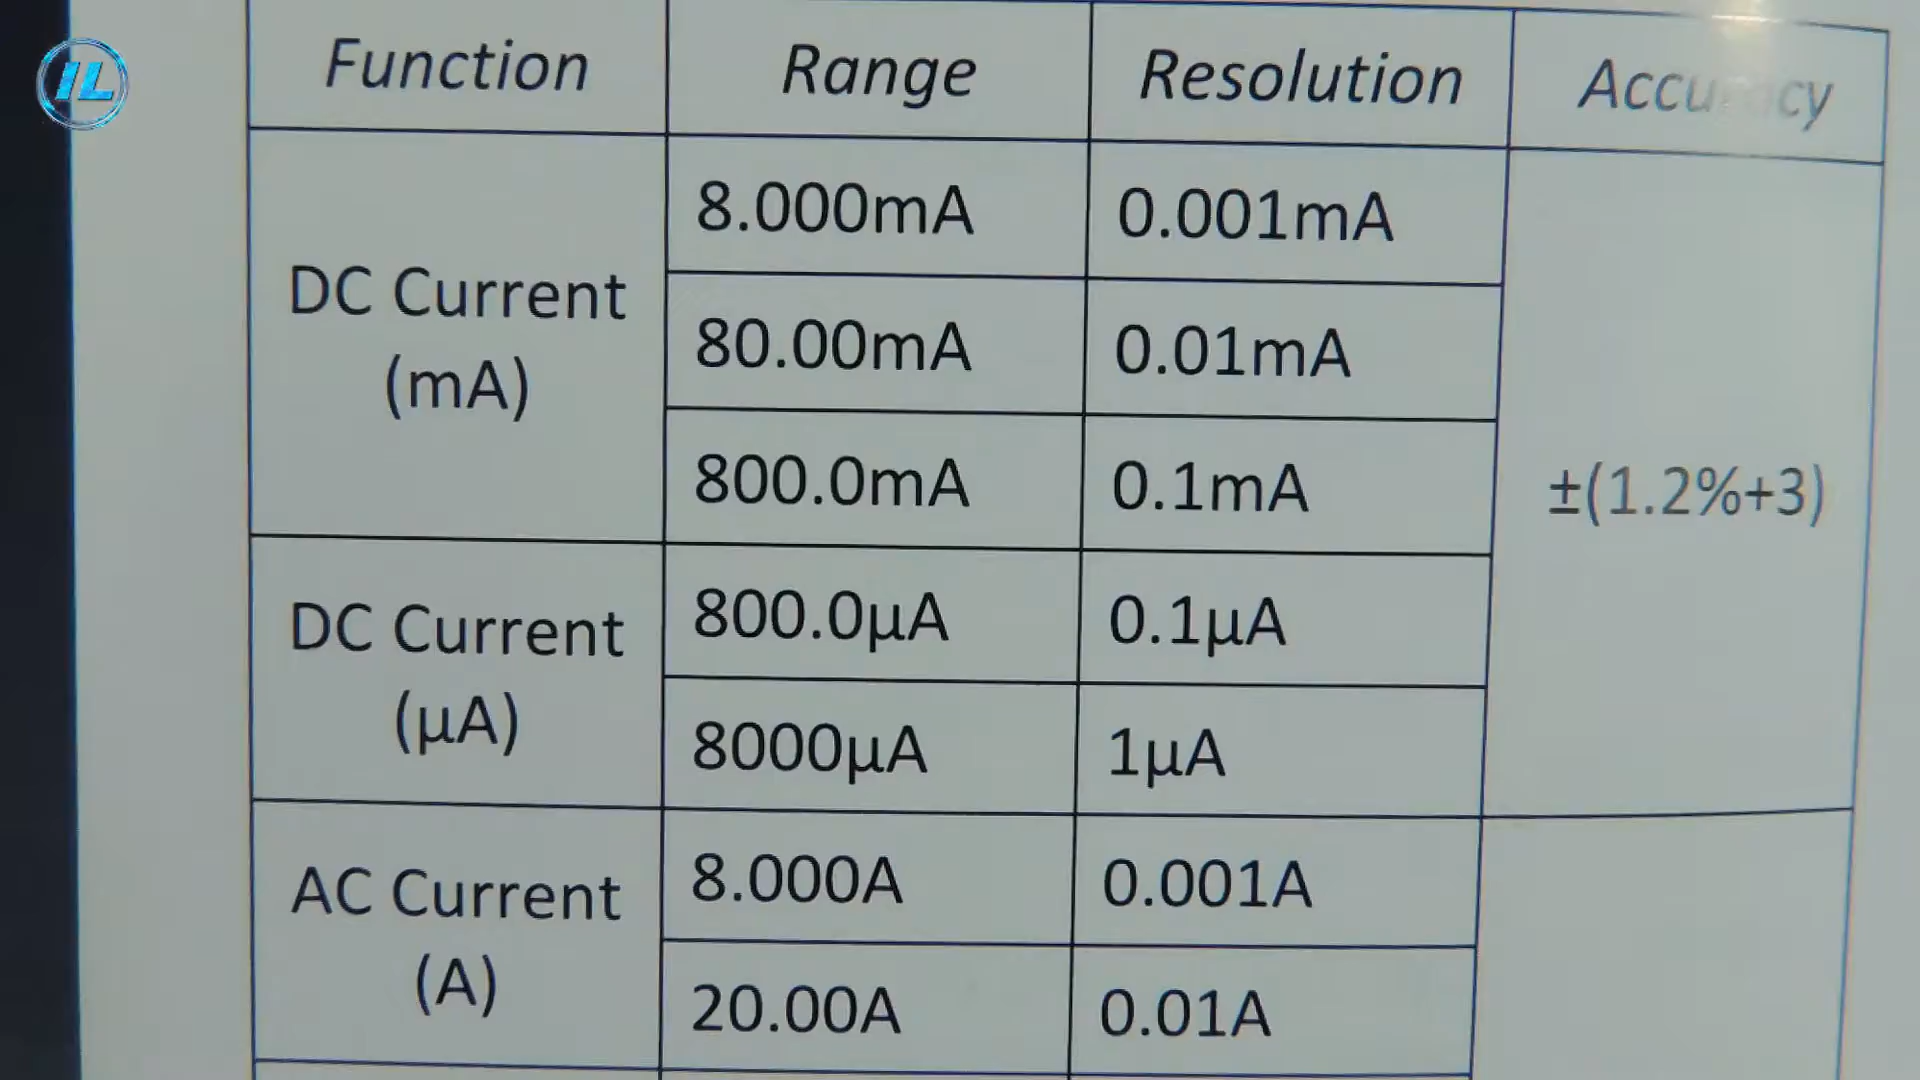 IL
Function Range Resolution Accuracy
DC Current
(mA)
8.000mA 0.001mA
80.00mA 0.01mA
800.0mA 0.1mA
±(1.2%+3)
DC Current
(µA)
800.0µA 0.1µA
8000µA 1µA
AC Current
(A)
8.000A 0.001A
20.00A 0.01A